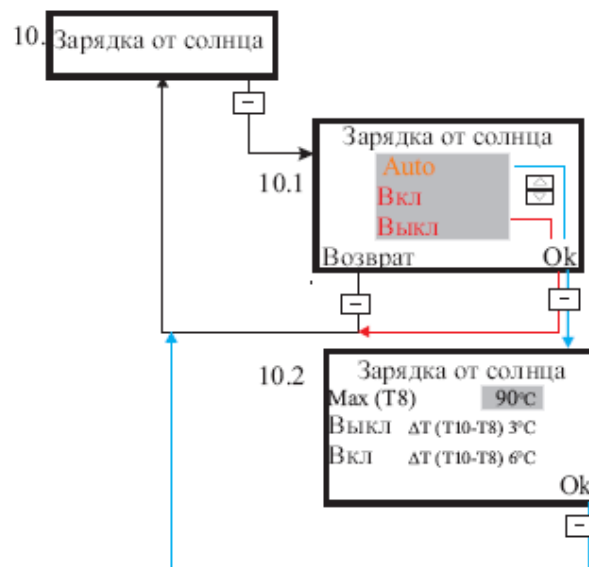 10. Зарядка от солнца
10.1
Зарядка от солнца
Auto
Вкл
Выкл
Возврат Ok
10.2
Зарядка от солнца
Max (T8) 90°C
Выкл ΔT (T10-T8) 3°C
Вкл ΔT (T10-T8) 6°C
Ok